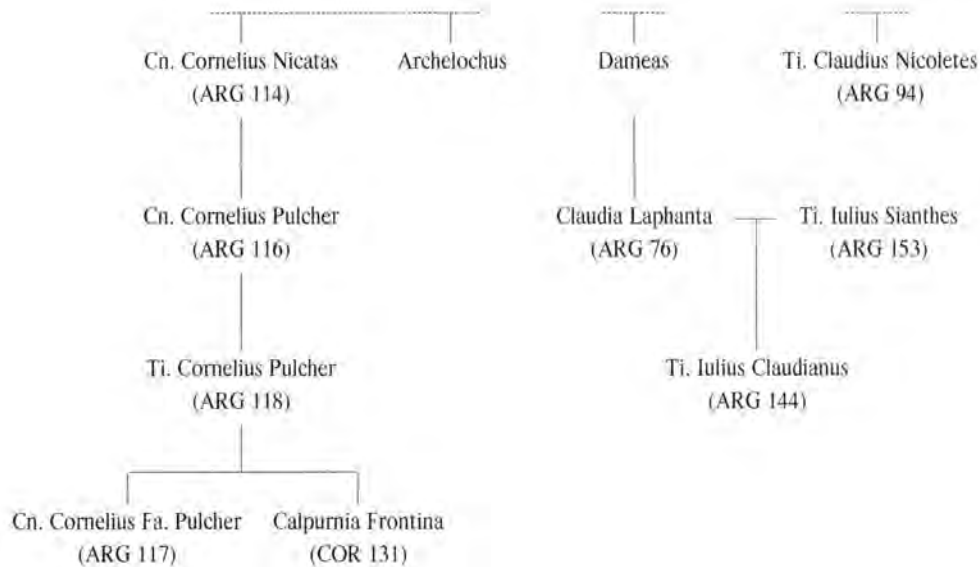 Cn. Cornelius Nicatas Archelochus Dameas Ti. Claudius Nicoletes
(ARG 114) (ARG 94)
Cn. Cornelius Pulcher Claudia Laphanta Ti. Iulius Sianthes
(ARG 116) (ARG 76) (ARG 153)
Ti. Cornelius Pulcher Ti. Iulius Claudianus
(ARG 118) (ARG 144)
Cn. Cornelius Fa. Pulcher Calpurnia Frontina
(ARG 117) (COR 131)